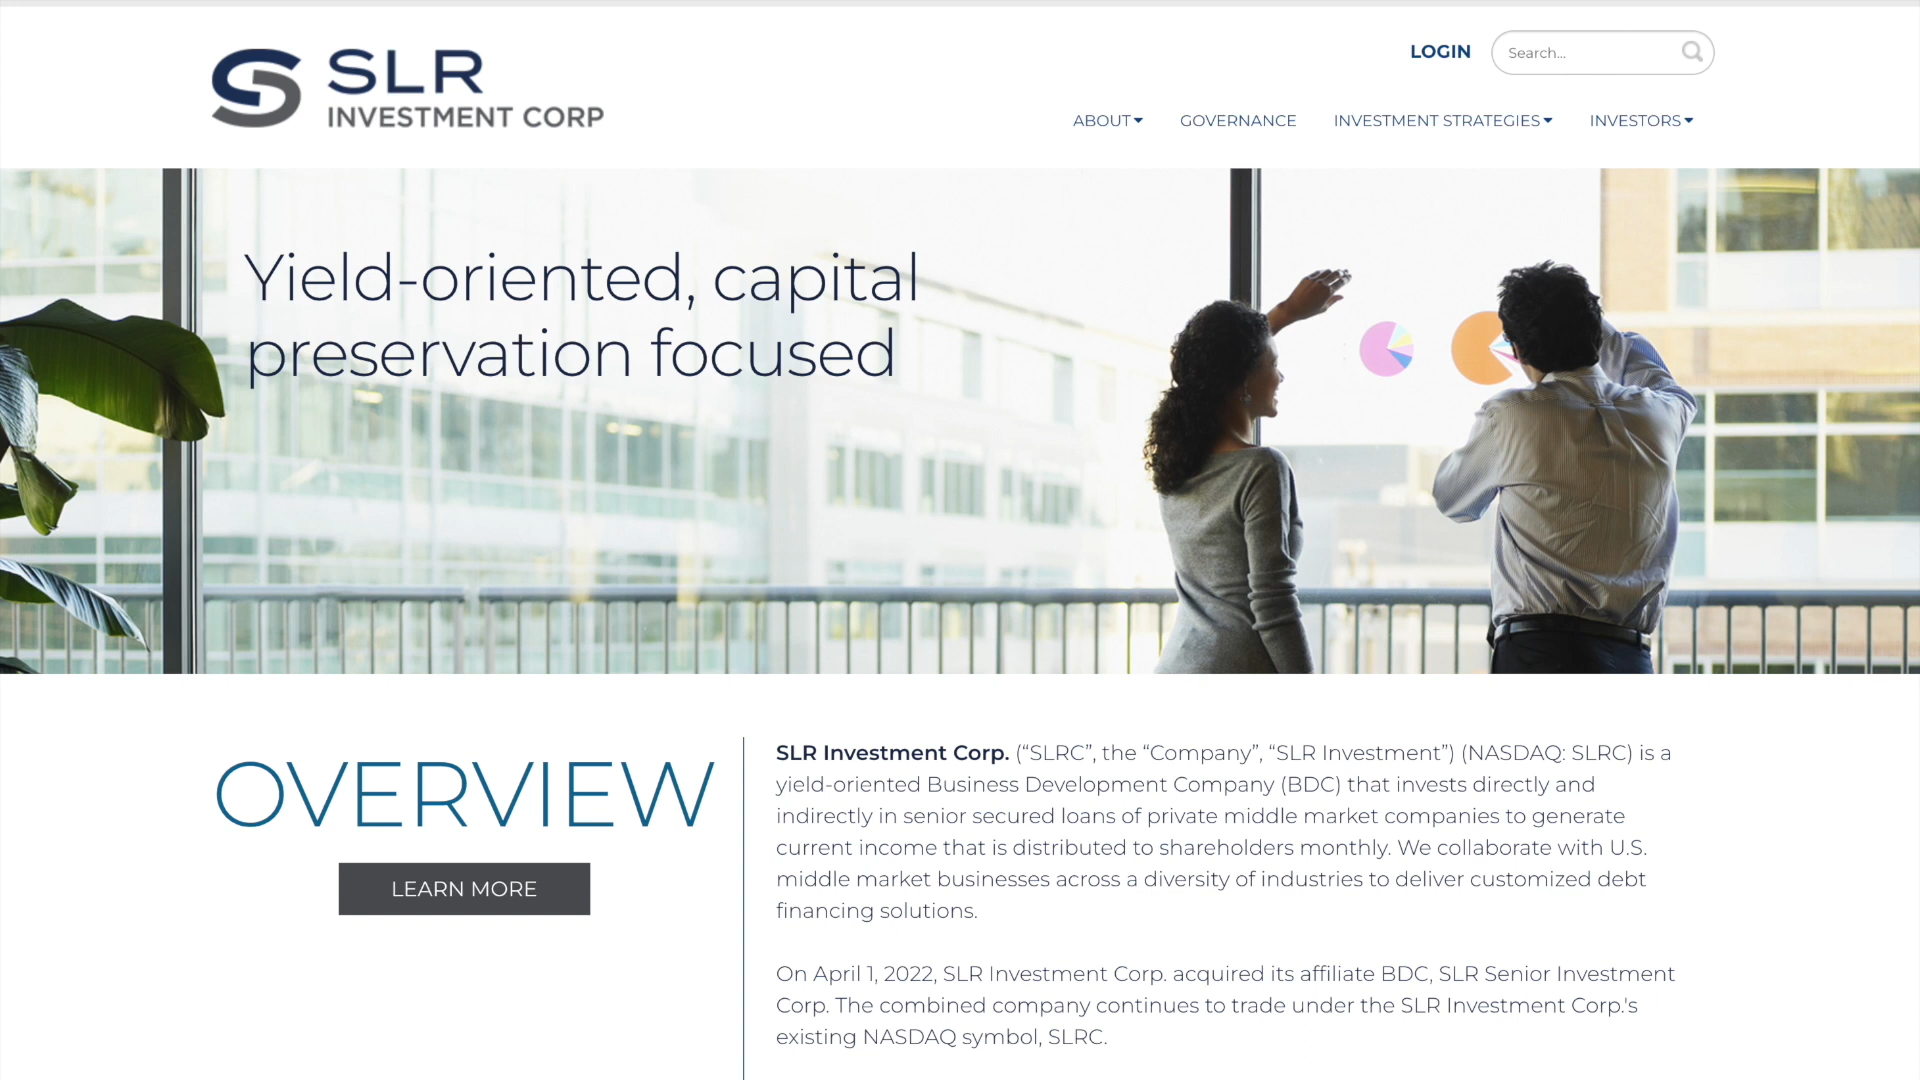 SLR
INVESTMENT CORP
LOGIN
Search...
ABOUT
GOVERNANCE
INVESTMENT STRATEGIES
INVESTORS
Yield-oriented, capital
preservation focused
OVERVIEW
LEARN MORE
SLR Investment Corp. (“SLRC”, the “Company”, “SLR Investment”) (NASDAQ: SLRC) is a
yield-oriented Business Development Company (BDC) that invests directly and
indirectly in senior secured loans of private middle market companies to generate
current income that is distributed to shareholders monthly. We collaborate with U.S.
middle market businesses across a diversity of industries to deliver customized debt
financing solutions.
On April 1, 2022, SLR Investment Corp. acquired its affiliate BDC, SLR Senior Investment
Corp. The combined company continues to trade under the SLR Investment Corp.'s
existing NASDAQ symbol, SLRC.